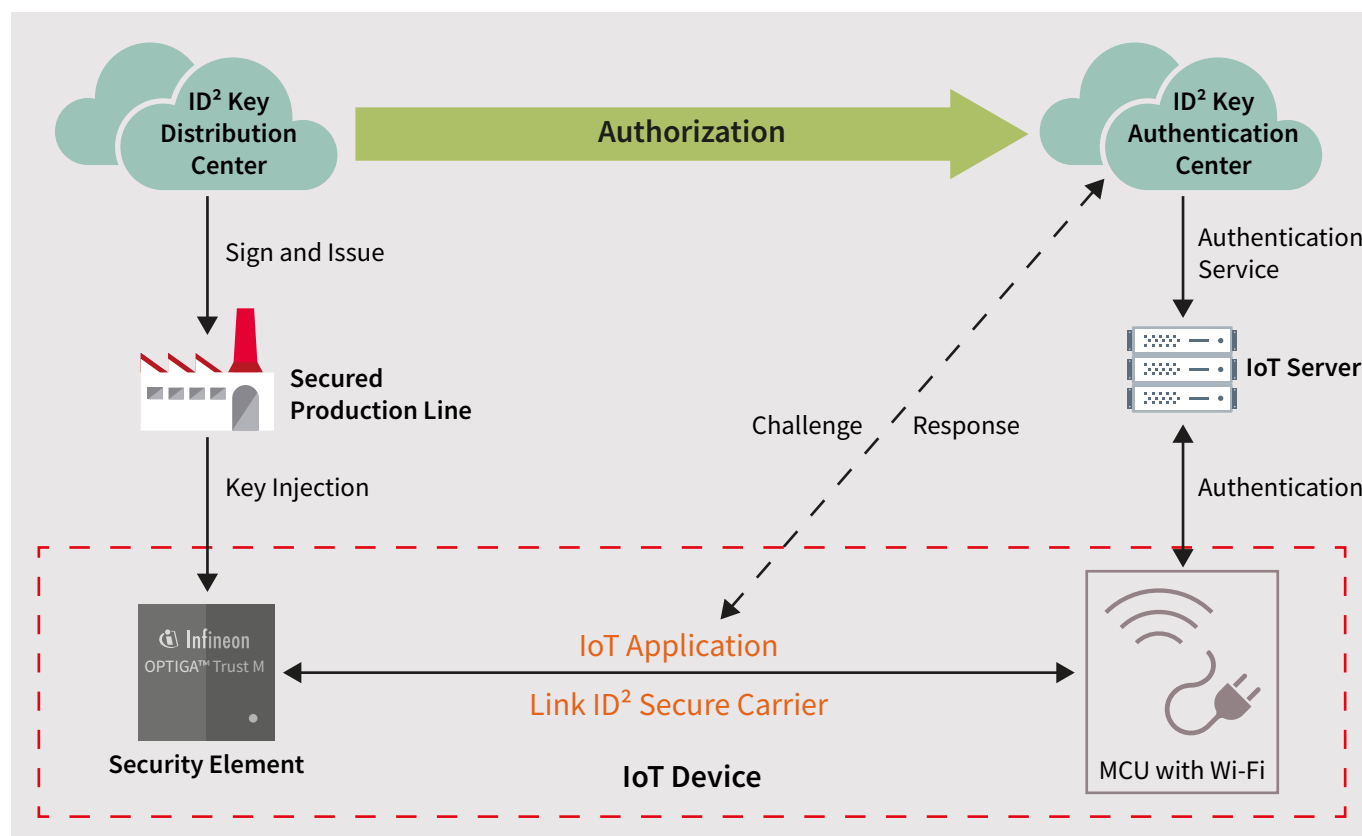 ID² Key
Distribution
Center
Authorization
ID² Key
Authentication
Center
Sign and Issue
Authentication
Service
Secured
Production Line
IoT Server
Challenge
Response
Key Injection
Authentication
Infineon
OPTIGA™ Trust M
IoT Application
Link ID² Secure Carrier
Security Element
IoT Device
MCU with Wi-Fi